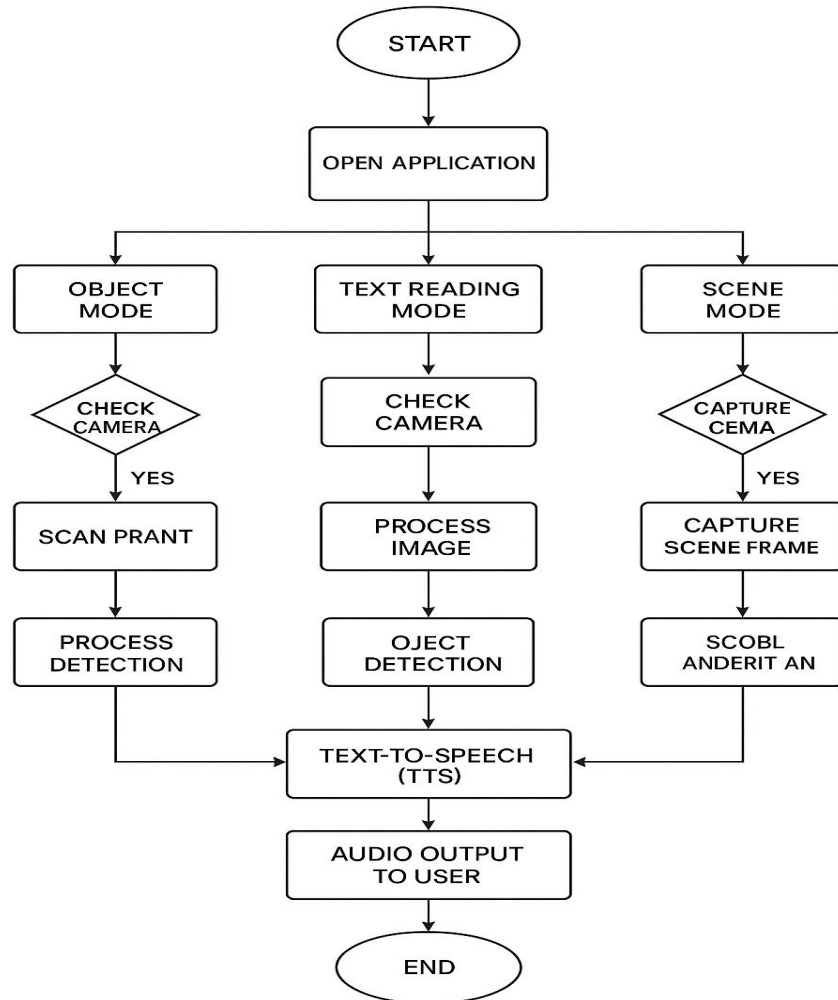 START
OPEN APPLICATION
OBJECT
MODE
TEXT READING
MODE
SCENE
MODE
CHECK
CAMERA
CHECK
CAMERA
CAPTURE
CEMA
YES
YES
SCAN PRANT
PROCESS
IMAGE
CAPTURE
SCENE FRAME
PROCESS
DETECTION
OJECT
DETECTION
SCOBL
ANDERIT AN
TEXT-TO-SPEECH
(TTS)
AUDIO OUTPUT
TO USER
END